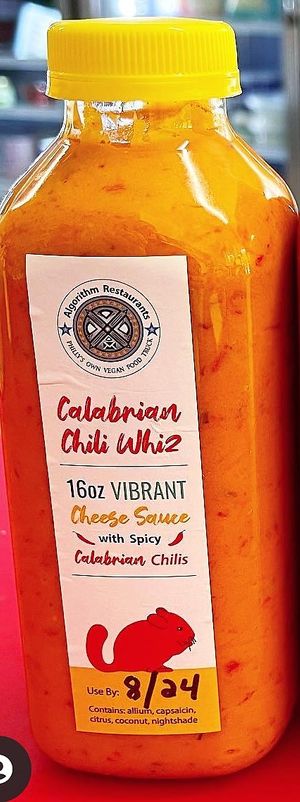 Algorithm Restaurants
PHILLY'S OWN VEGAN FOOD TRUCK
Calabrian
Chili Whiz
16oz VIBRANT
Cheese Sauce
with Spicy
Calabrian Chilis
Use By: 8/24
Contains: allium, capsaicin,
citrus, coconut, nightshade